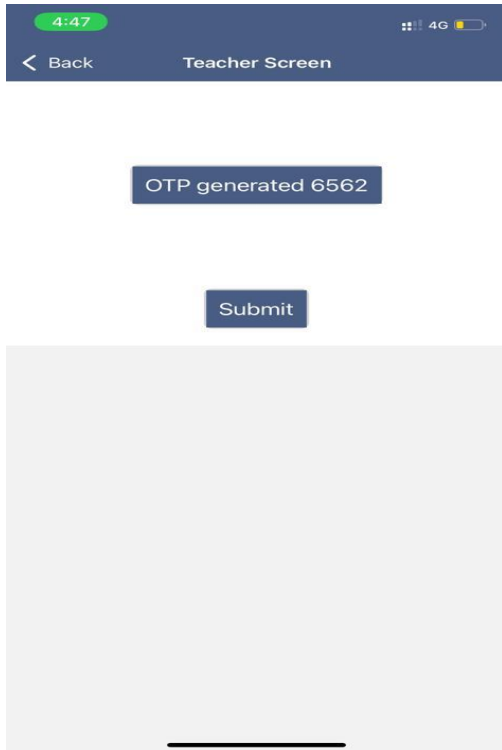 4:47
4G
Back
Teacher Screen
OTP generated 6562
Submit